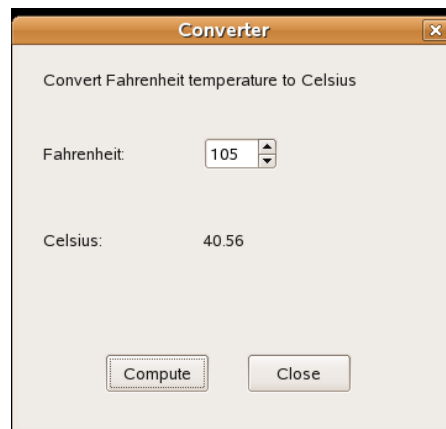 Converter
Convert Fahrenheit temperature to Celsius
Fahrenheit: 105
Celsius: 40.56
Compute Close